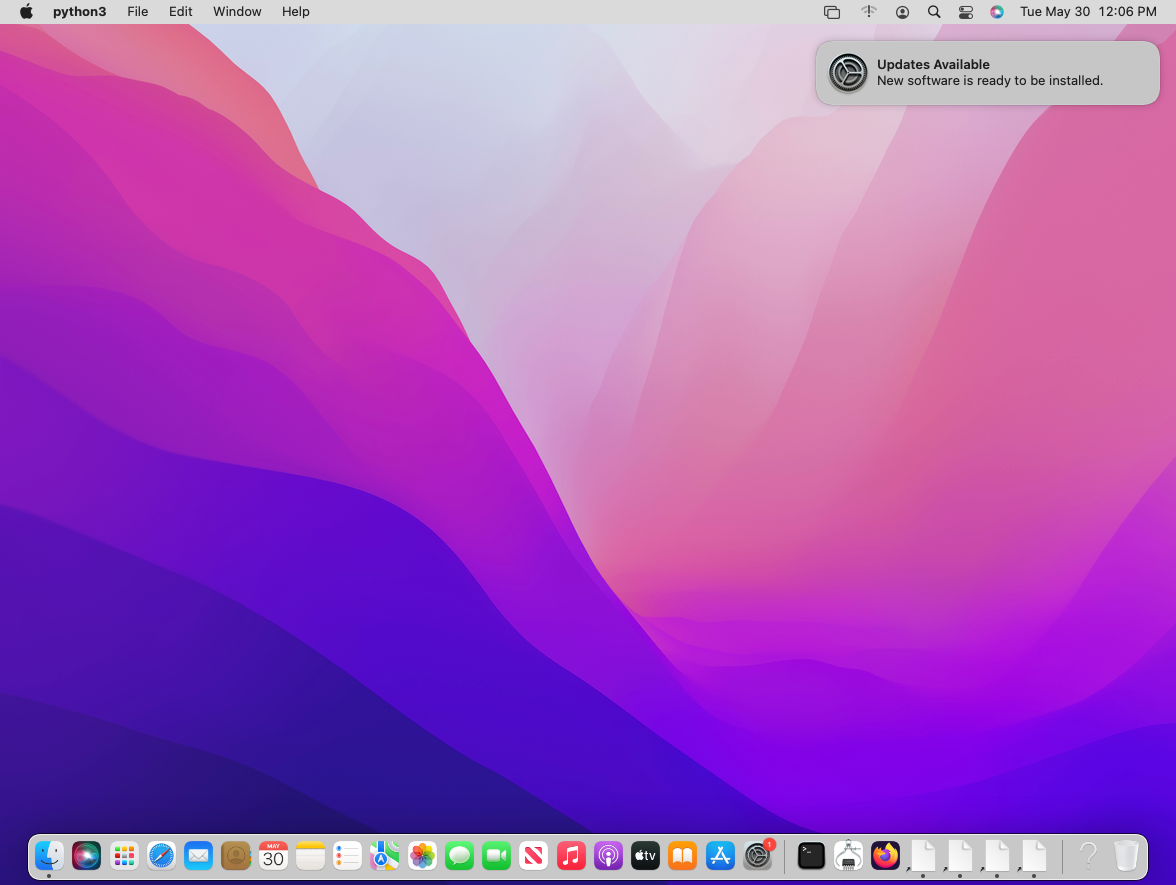 python3 File Edit Window Help Tue May 30 12:06 PM
Updates Available
New software is ready to be installed.
MAY
30
tv
1
>_
?